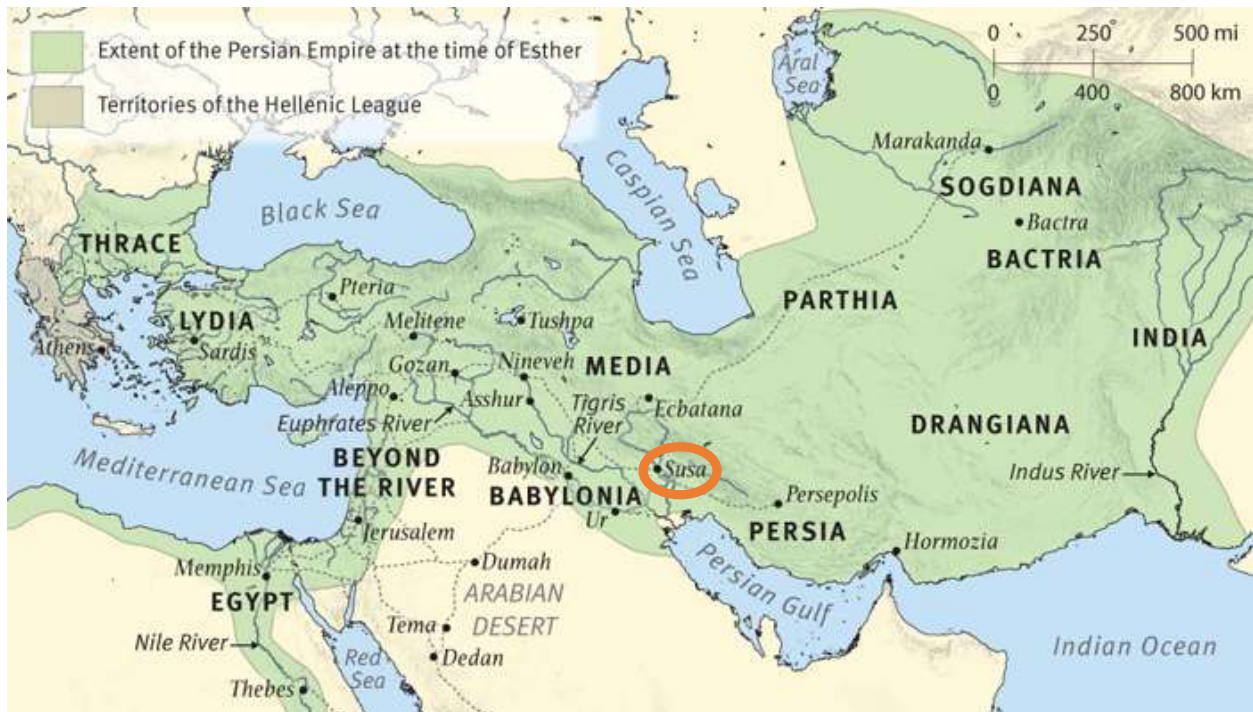 Extent of the Persian Empire at the time of Esther
Territories of the Hellenic League
0 250 500 mi
0 400 800 km
Aral
Sea
Marakanda
SOGDIANA
Bactra
BACTRIA
Caspian Sea
Black Sea
THRACE
Pteria
PARTHIA
LYDIA
Sardis
Athens
Melitene
Tushpa
INDIA
Gozan
Nineveh
MEDIA
Aleppo
Asshur
Tigris
River
Ecbatana
Euphrates River
DRANGIANA
Mediterranean Sea
BEYOND
THE RIVER
Babylon
BABYLONIA
Susa
Indus River
Persepolis
Ur
PERSIA
Jerusalem
Hormozia
Memphis
EGYPT
Dumah
ARABIAN
DESERT
Persian Gulf
Tema
Nile River
Dedan
Red
Sea
Indian Ocean
Thebes